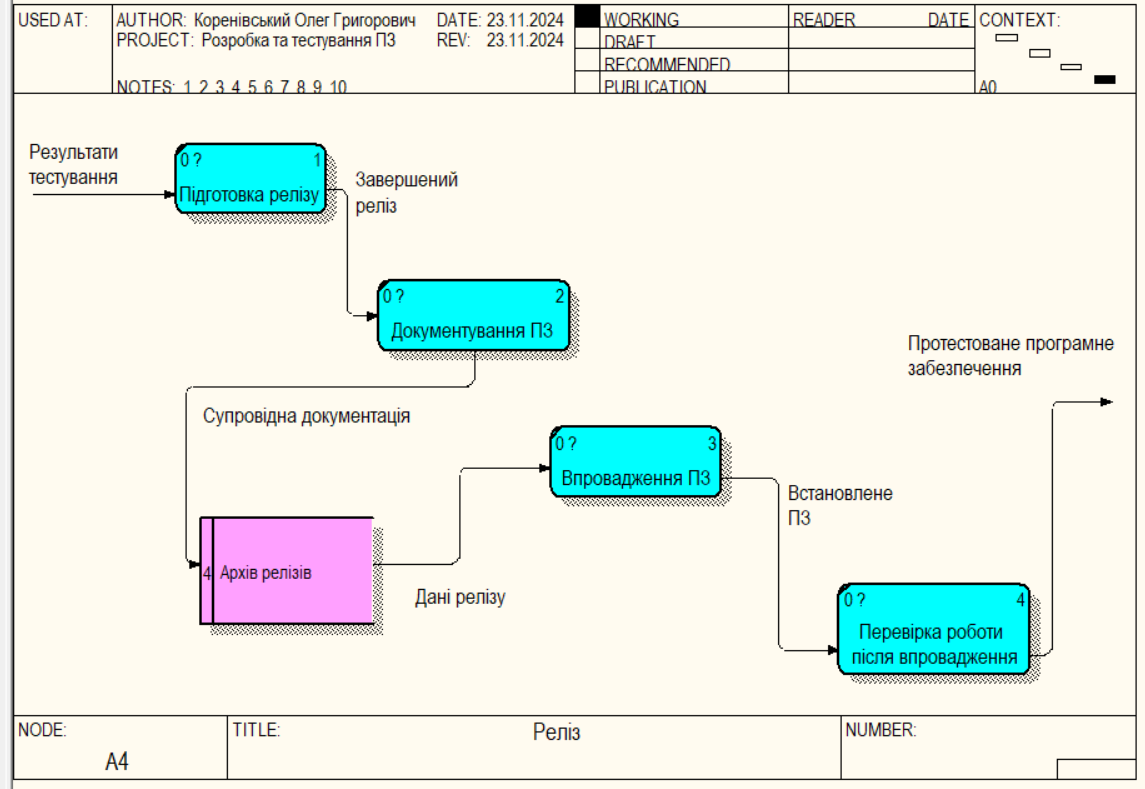 USED AT:
AUTHOR: Коренівський Олег Григорович
DATE: 23.11.2024
PROJECT: Розробка та тестування ПЗ
REV: 23.11.2024
NOTES: 1 2 3 4 5 6 7 8 9 10
WORKING
DRAFT
RECOMMENDED
PUBLICATION
READER
DATE
CONTEXT:
A0
Результати
тестування
0 ?
1
Підготовка релізу
Завершений
реліз
0 ?
2
Документування ПЗ
Протестоване програмне
забезпечення
Супровідна документація
0 ?
3
Впровадження ПЗ
Встановлене
ПЗ
4
Архів релізів
Дані релізу
0 ?
4
Перевірка роботи
після впровадження
NODE:
A4
TITLE:
Реліз
NUMBER: